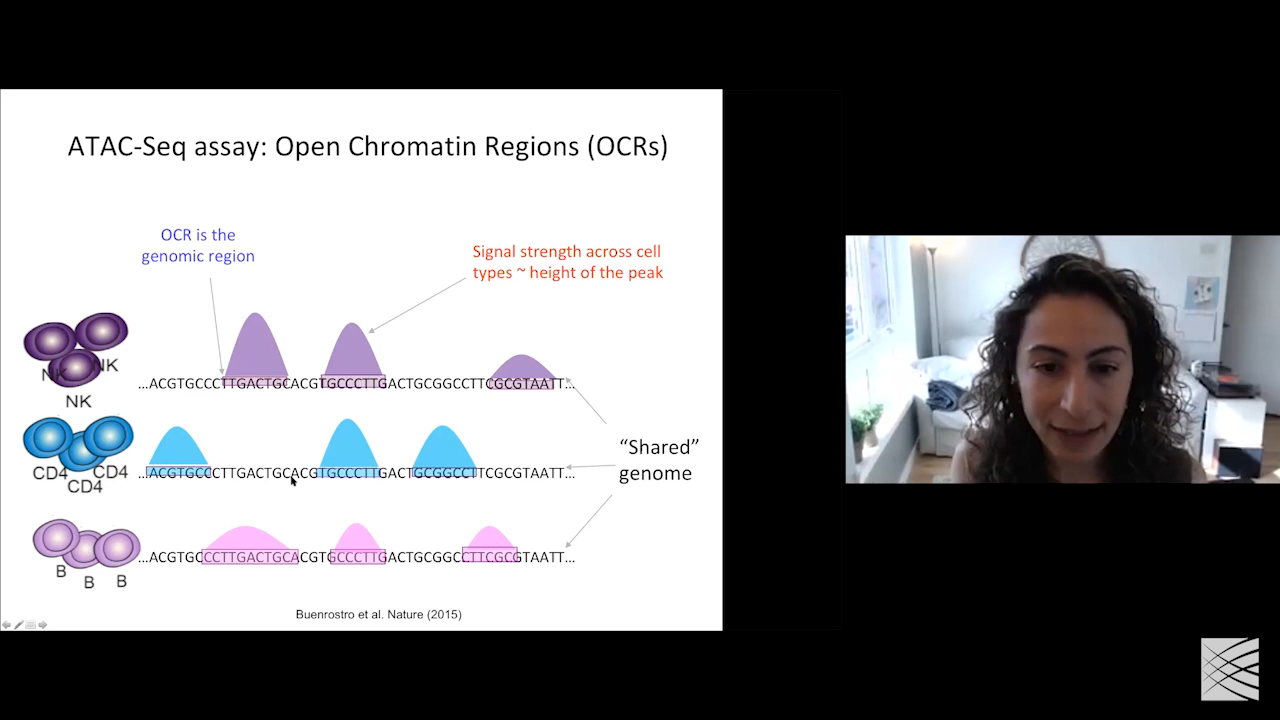 ATAC-Seq assay: Open Chromatin Regions (OCRs)
OCR is the
genomic region
Signal strength across cell
types ~ height of the peak
NK
NK
NK
...ACGTGCCCTTGACTGCACGTGCCCTTGACTGCGGCCTTCGCGTAATT...
CD4
CD4
CD4
...ACGTGCCCTTGACTGCACGTGCCCTTGACTGCGGCCTTCGCGTAATT...
“Shared”
genome
B
B
B
...ACGTGCCCTTGACTGCACGTGCCCTTGACTGCGGCCTTCGCGTAATT...
Buenrostro et al. Nature (2015)